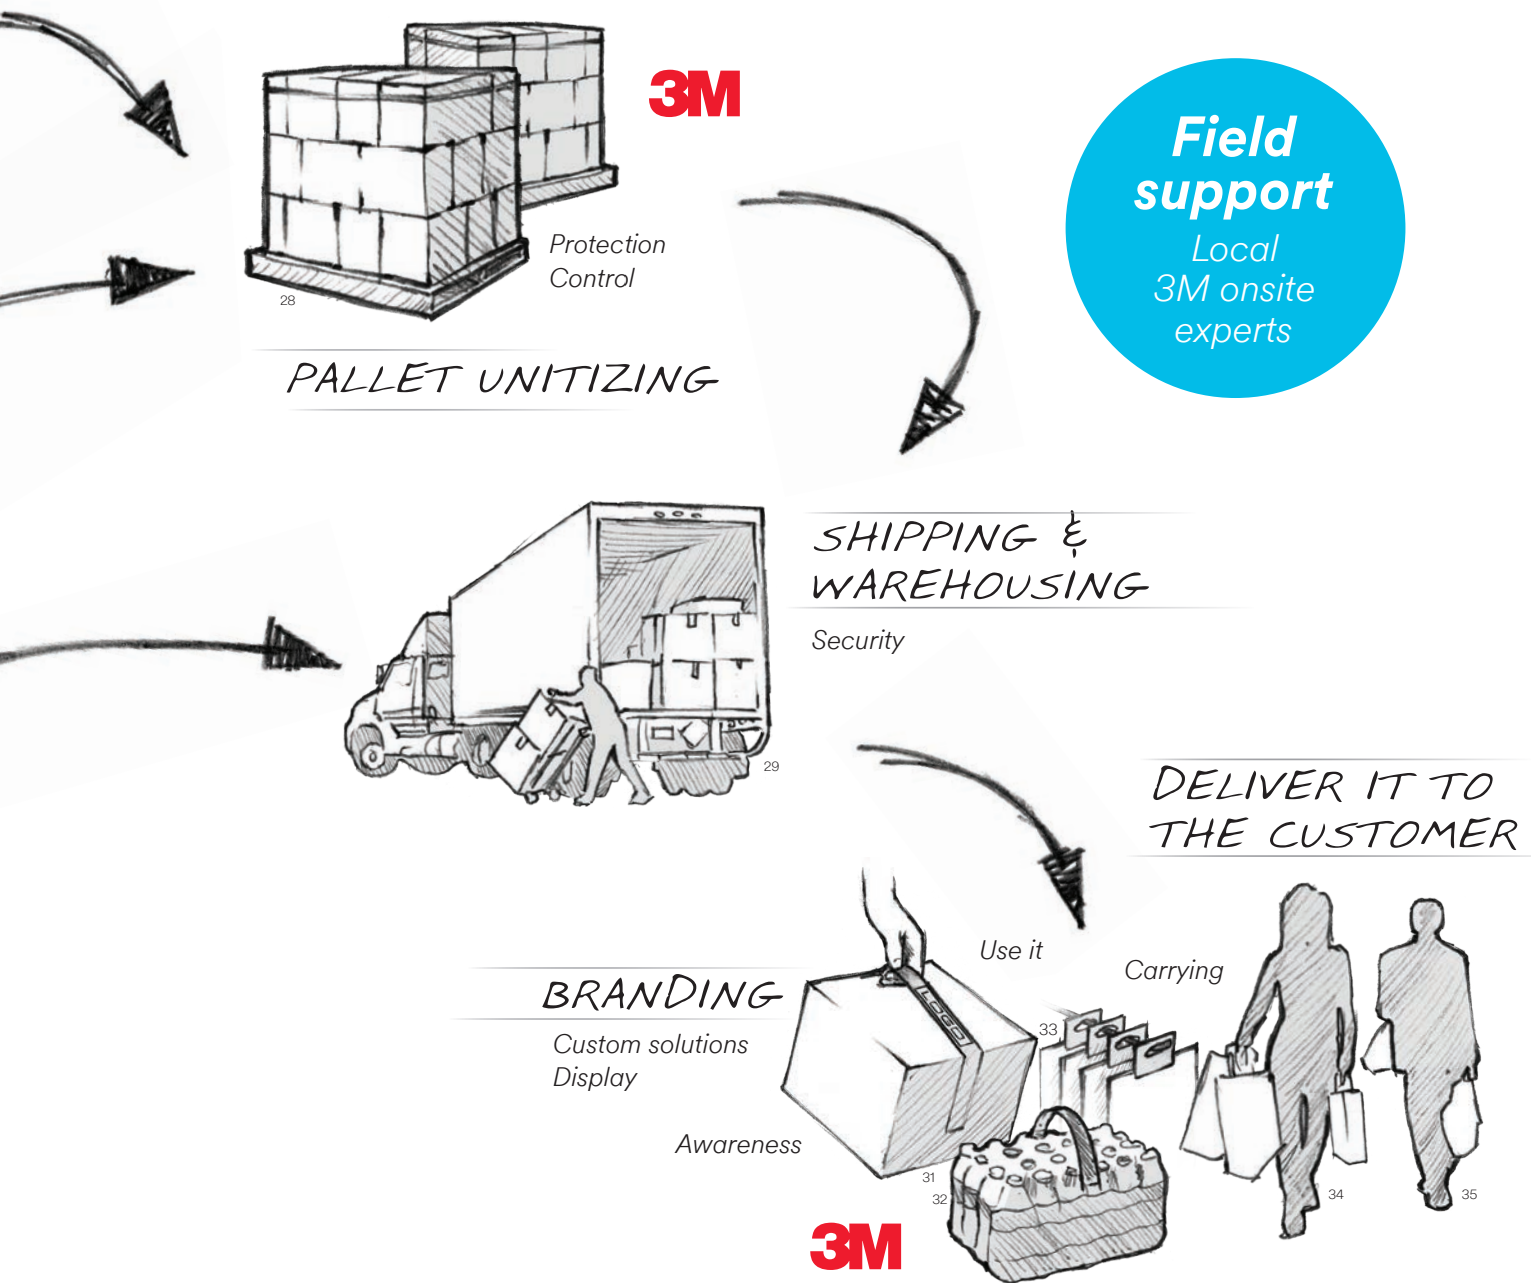 3M
Field
support
Local
3M onsite
experts
Protection
Control
28
PALLET UNITIZING
SHIPPING &
WAREHOUSING
Security
29
DELIVER IT TO
THE CUSTOMER
Use it
Carrying
BRANDING
Custom solutions
Display
LOGO
33
Awareness
31
32
34
35
3M